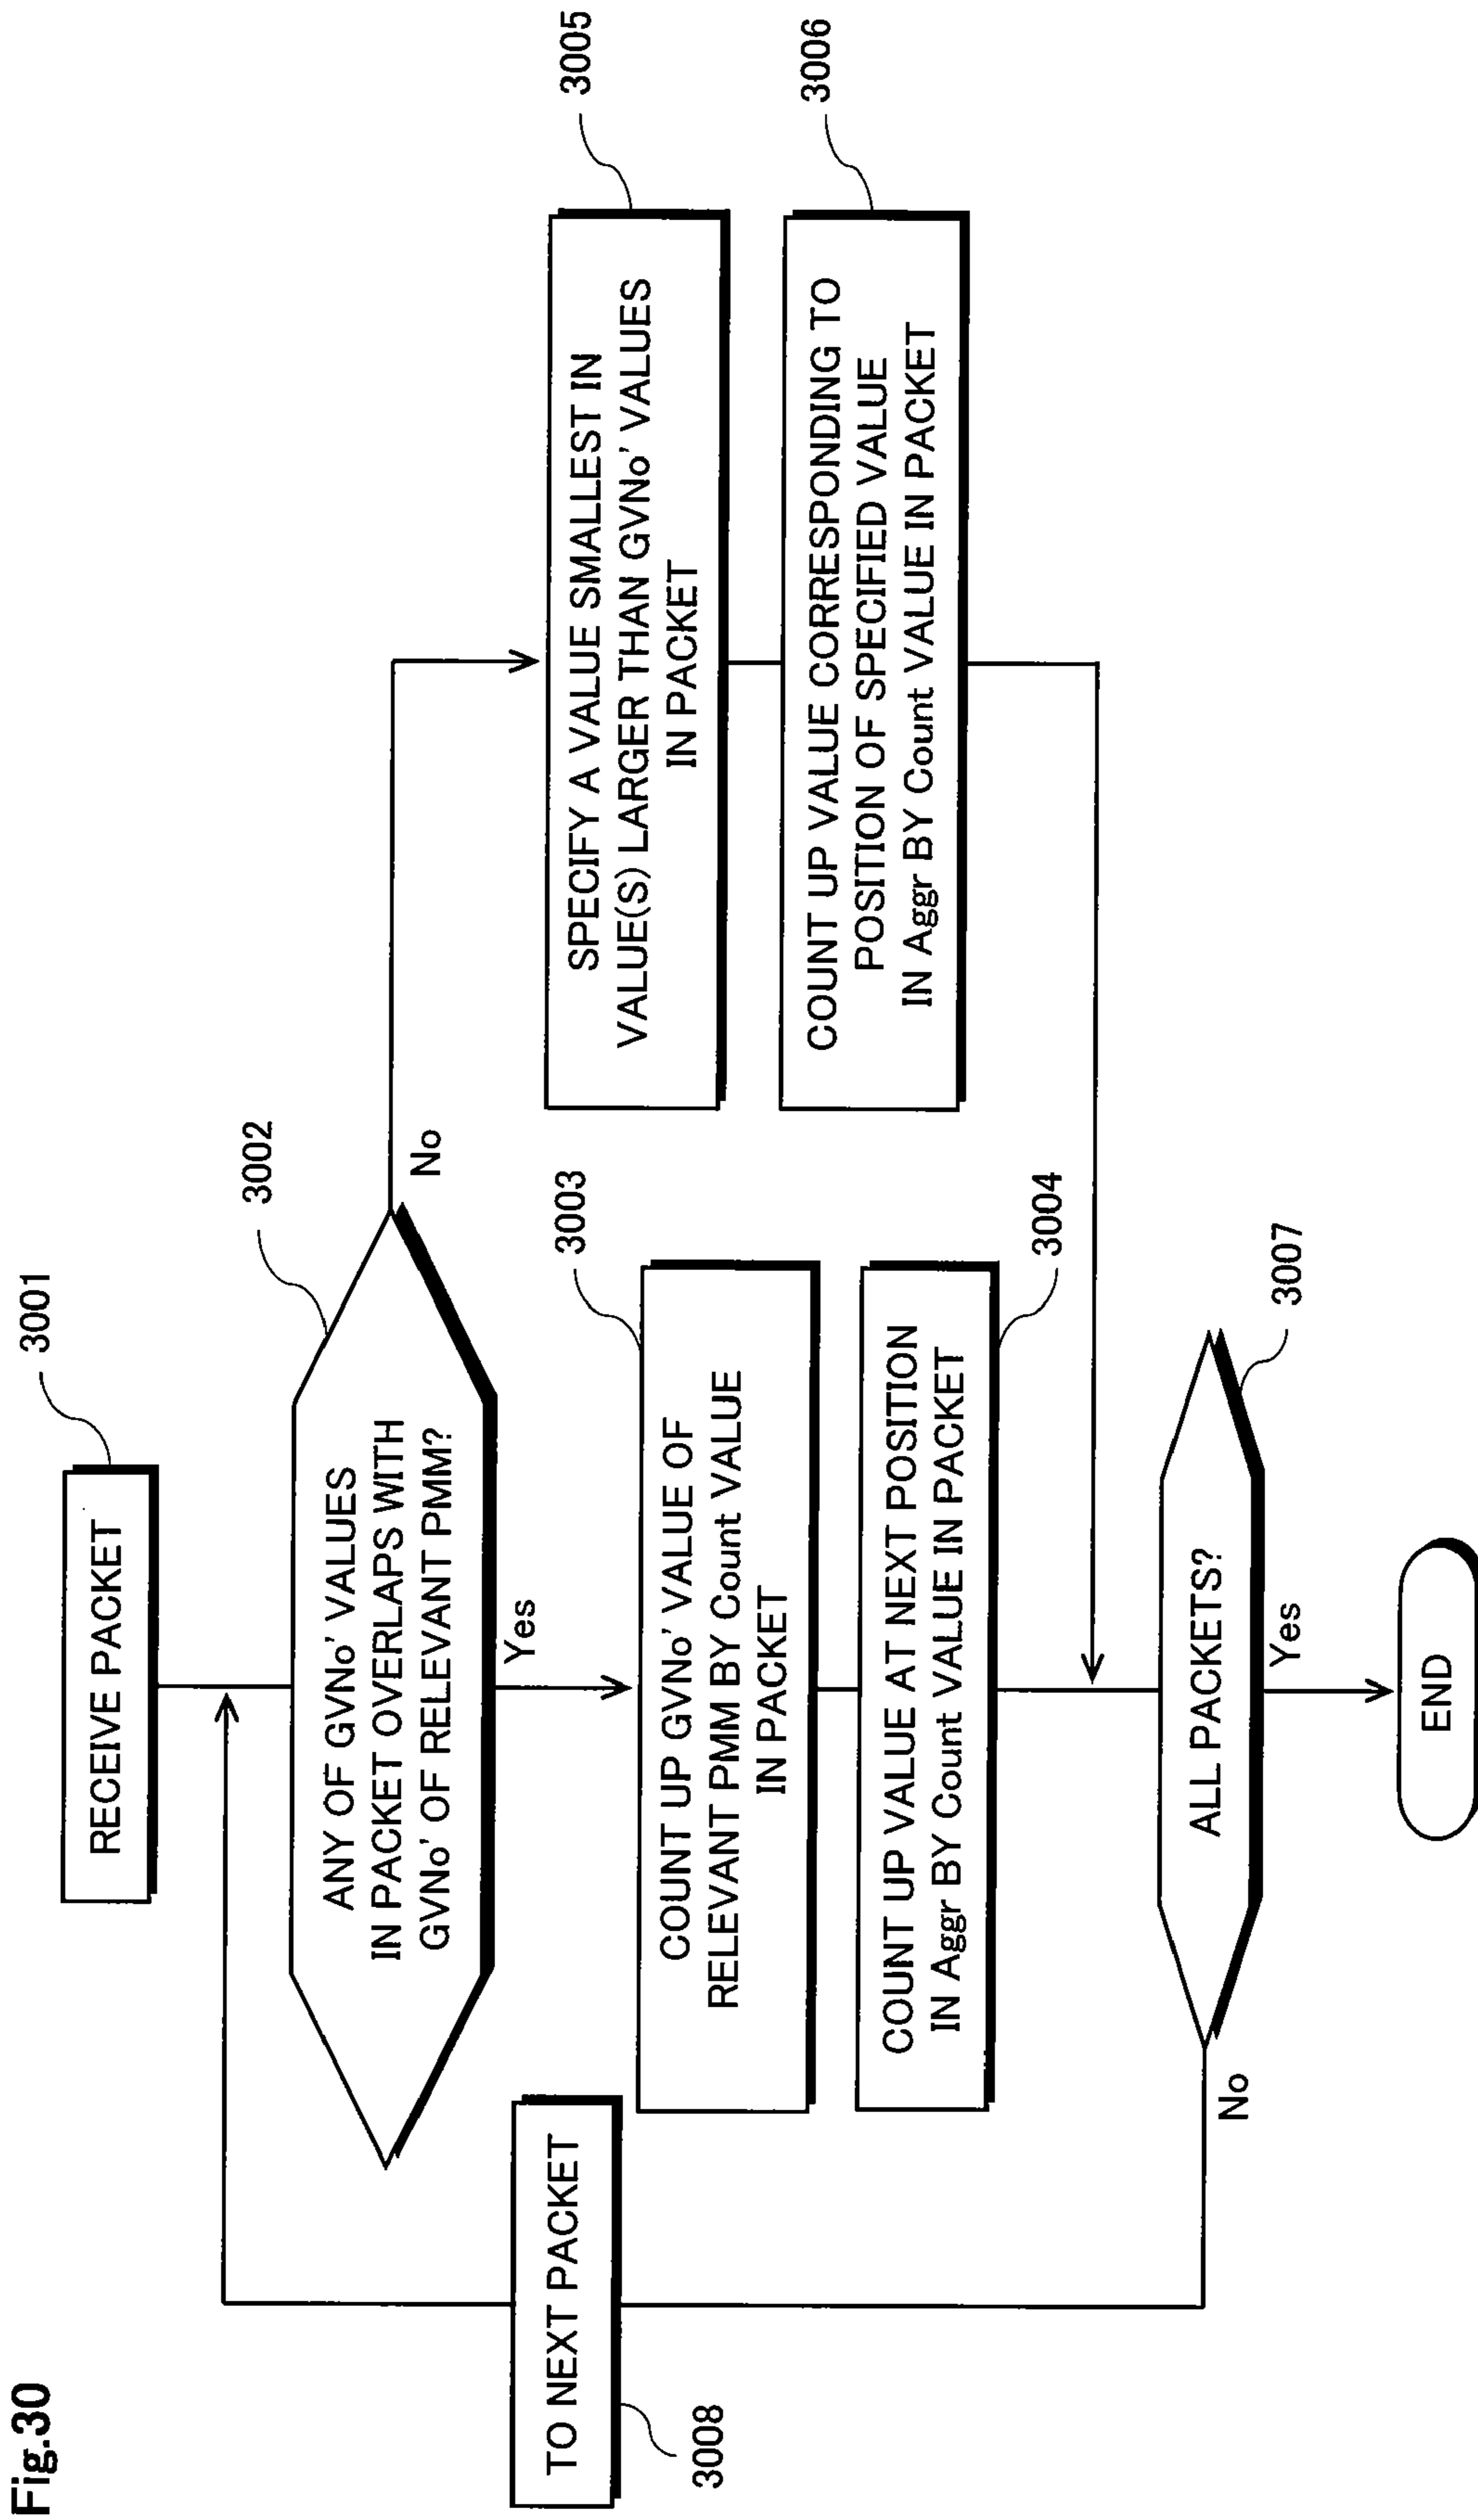 Fig.30
3001
RECEIVE PACKET
3002
ANY OF GVNo' VALUES
IN PACKET OVERLAPS WITH
GVNo' OF RELEVANT PMM?
No
Yes
3003
COUNT UP GVNo' VALUE OF
RELEVANT PMM BY Count VALUE
IN PACKET
3004
COUNT UP VALUE AT NEXT POSITION
IN Aggr BY Count VALUE IN PACKET
3005
SPECIFY A VALUE SMALLEST IN
VALUE(S) LARGER THAN GVNo' VALUES
IN PACKET
3006
COUNT UP VALUE CORRESPONDING TO
POSITION OF SPECIFIED VALUE
IN Aggr BY Count VALUE IN PACKET
3007
ALL PACKETS?
No
Yes
TO NEXT PACKET
3008
END